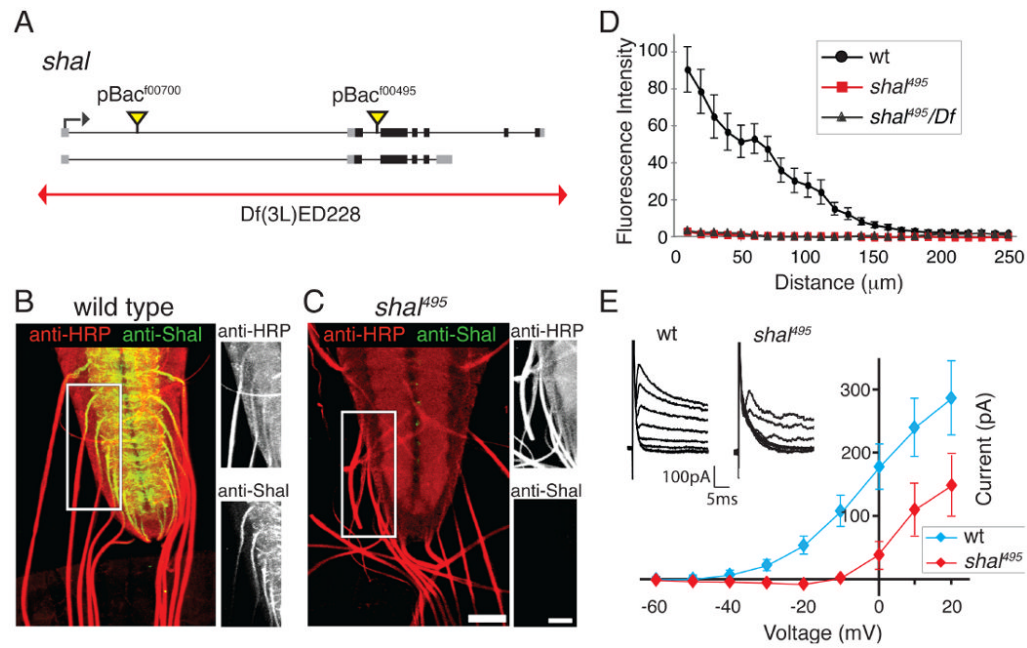 A
shal
pBac^f00700
pBac^f00495
Df(3L)ED228
B
wild type
anti-HRP anti-Shal
anti-HRP
anti-Shal
C
shal^495
anti-HRP anti-Shal
anti-HRP
anti-Shal
D
Fluorescence Intensity
100
80
60
40
20
0
0 50 100 150 200 250
Distance (μm)
wt
shal^495
shal^495/Df
E
wt
shal^495
100pA
5ms
300
200
100
Current (pA)
wt
shal^495
-60 -40 -20 0 20
Voltage (mV)